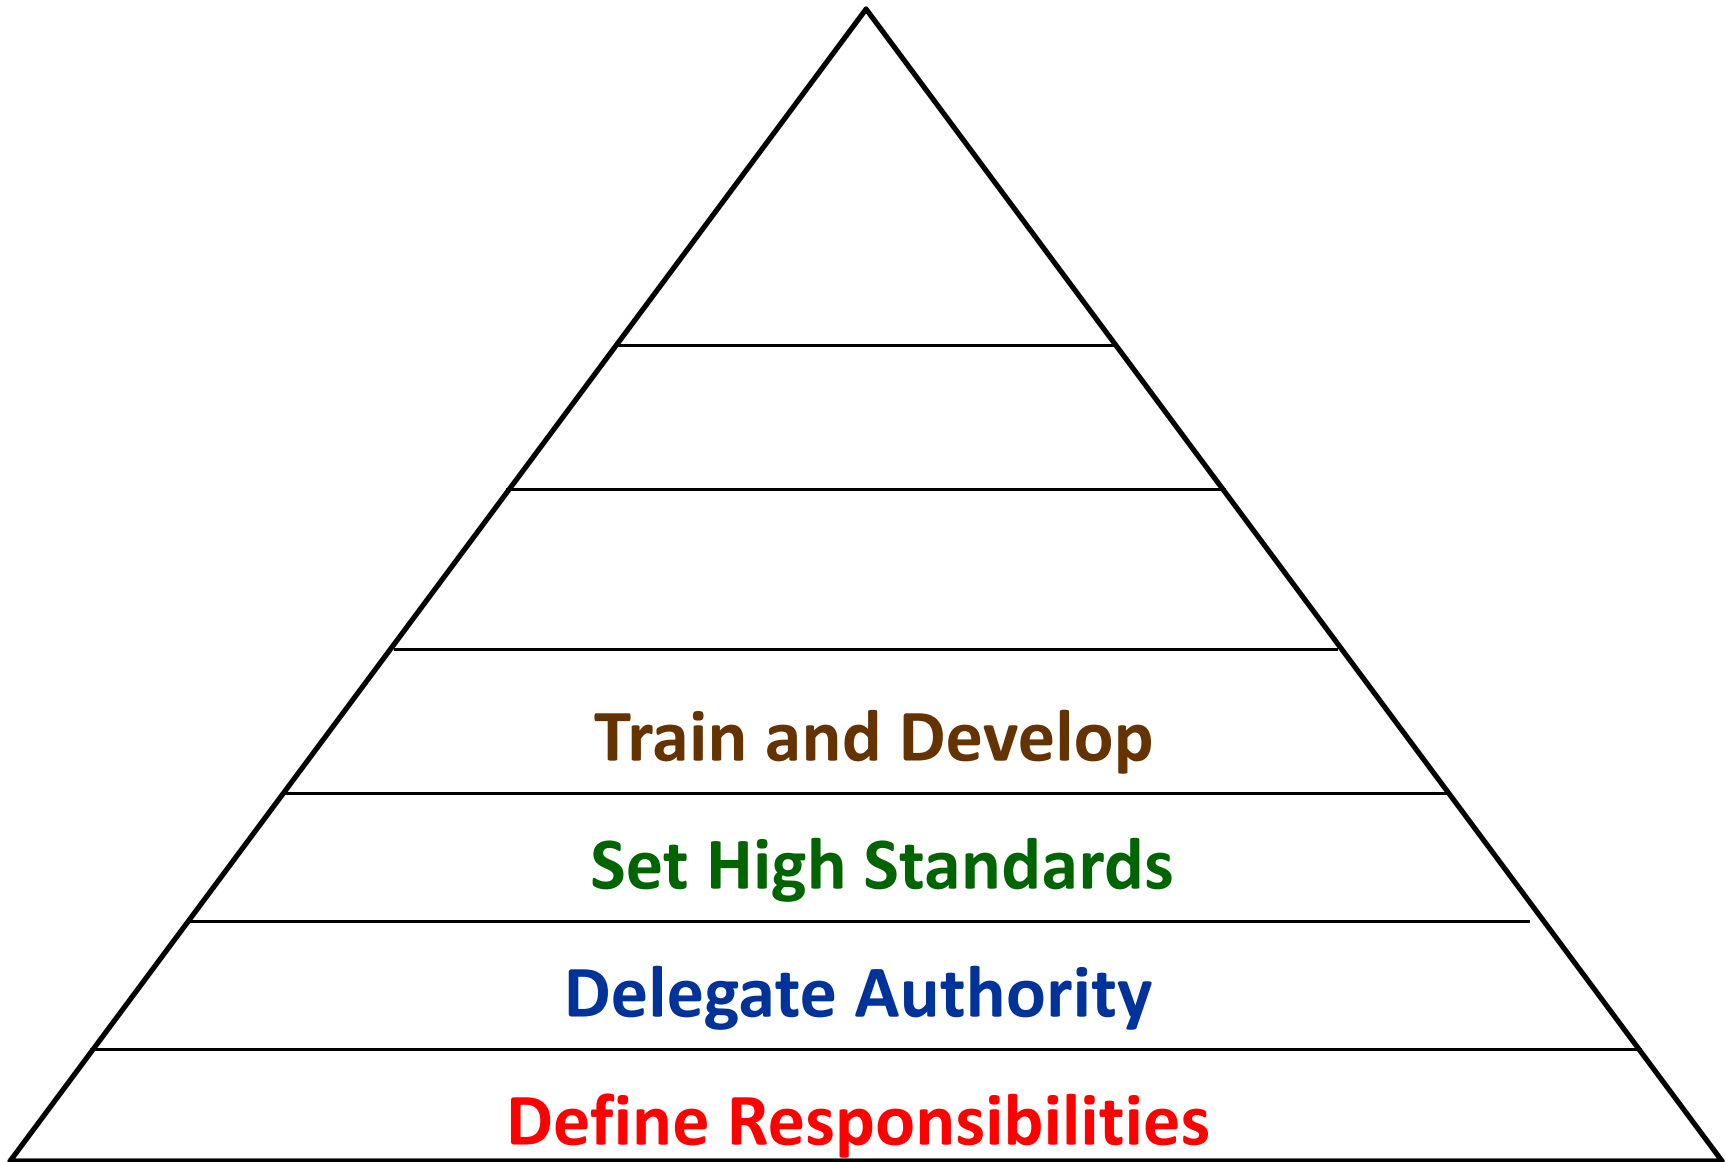 Train and Develop
Set High Standards
Delegate Authority
Define Responsibilities